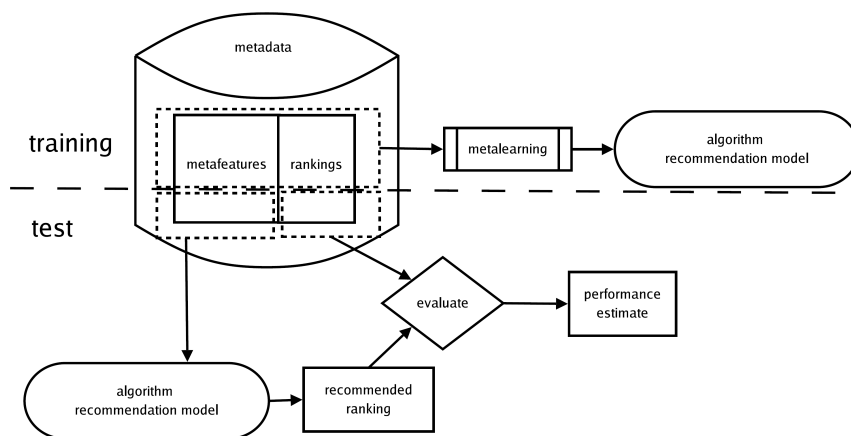 metadata
training
metafeatures
rankings
metalearning
algorithm
recommendation model
test
evaluate
performance
estimate
algorithm
recommendation model
recommended
ranking